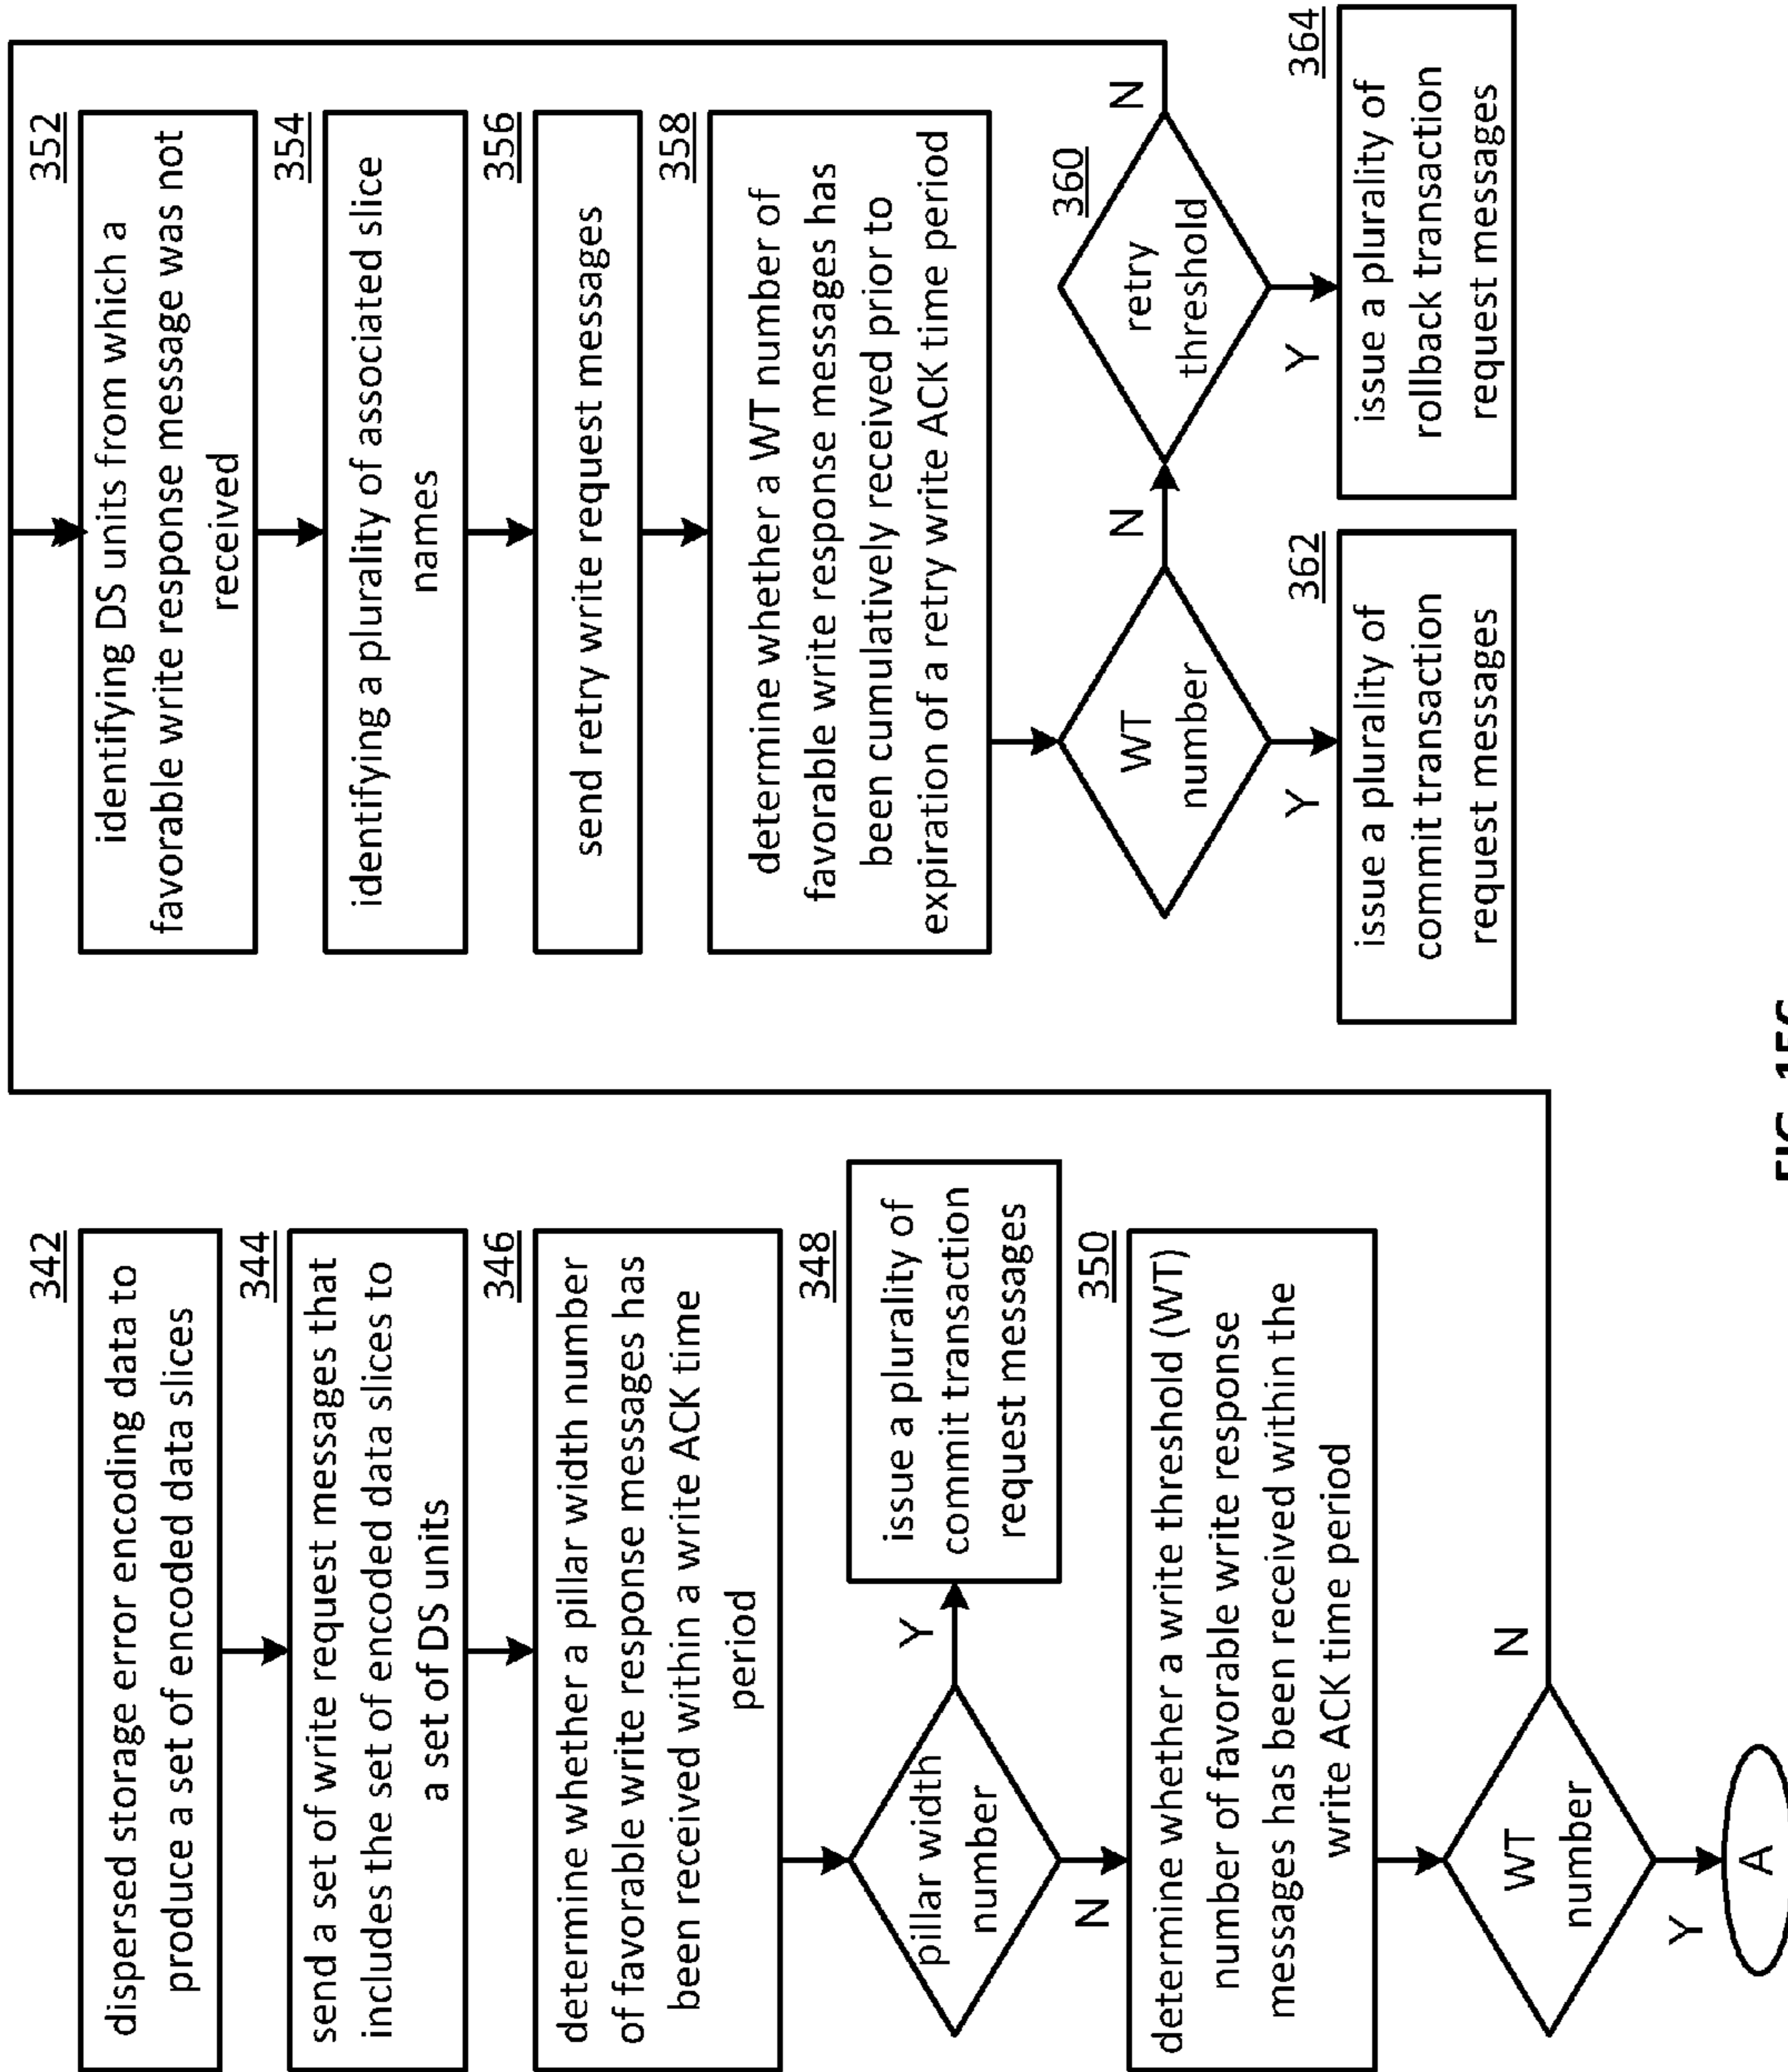 342
dispersed storage error encoding data to
produce a set of encoded data slices
344
send a set of write request messages that
includes the set of encoded data slices to
a set of DS units
346
determine whether a pillar width number
of favorable write response messages has
been received within a write ACK time
period
pillar width
number
Y
N
348
issue a plurality of
commit transaction
request messages
350
determine whether a write threshold (WT)
number of favorable write response
messages has been received within the
write ACK time period
WT
number
N
Y
A
352
identifying DS units from which a
favorable write response message was not
received
354
identifying a plurality of associated slice
names
356
send retry write request messages
358
determine whether a WT number of
favorable write response messages has
been cumulatively received prior to
expiration of a retry write ACK time period
WT
number
N
Y
360
retry
threshold
N
Y
362
issue a plurality of
commit transaction
request messages
364
issue a plurality of
rollback transaction
request messages